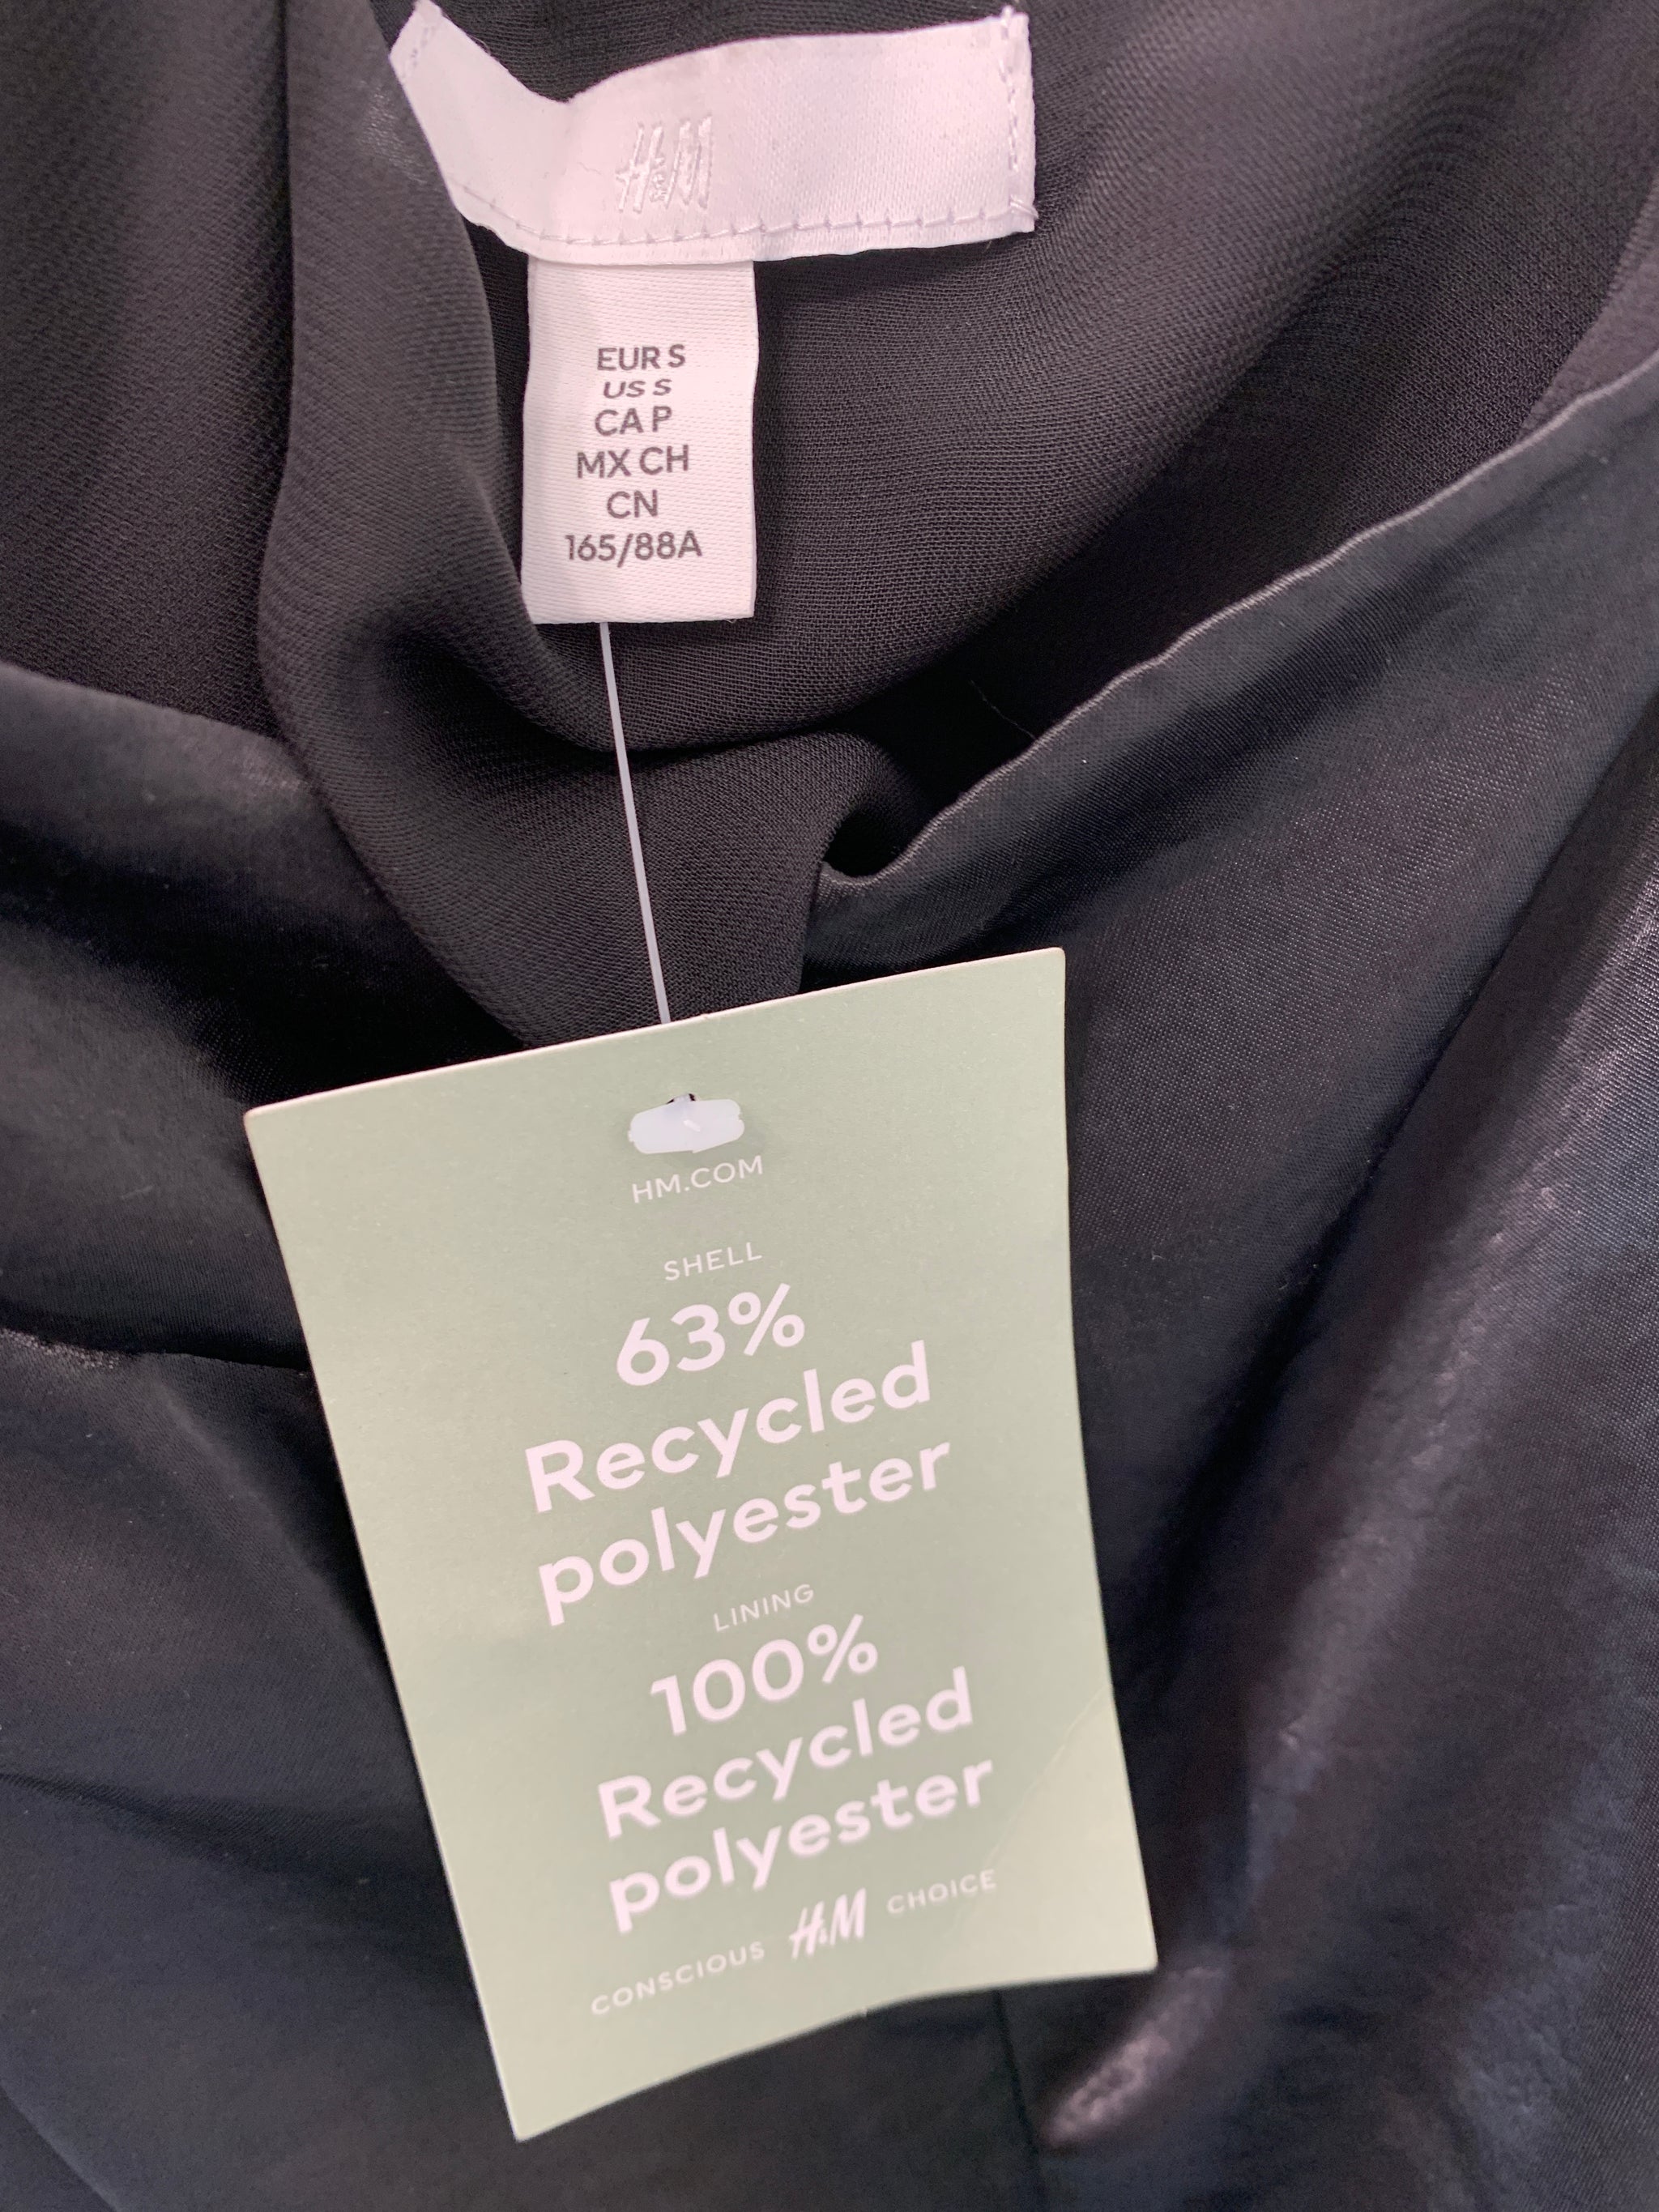 H&M
EUR S
US S
CA P
MX CH
CN
165/88A
HM.COM
SHELL
63%
Recycled
polyester
LINING
100%
Recycled
polyester
CONSCIOUS H&M CHOICE